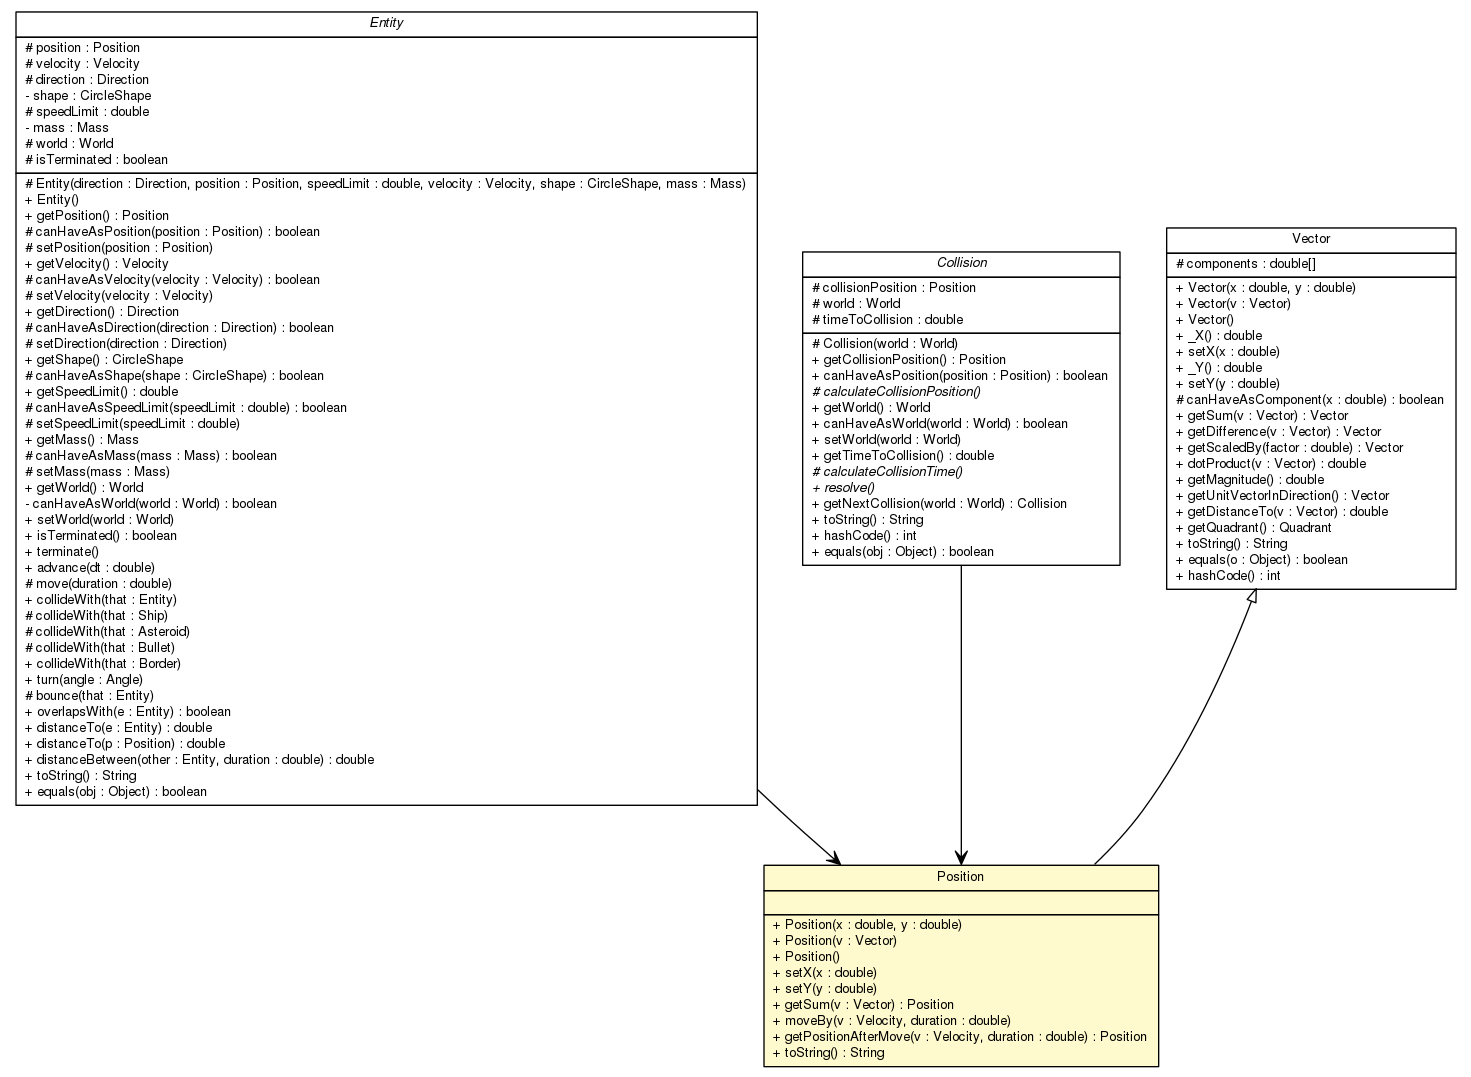 Entity
# position : Position
# velocity : Velocity
# direction : Direction
- shape : CircleShape
# speedLimit : double
- mass : Mass
# world : World
# isTerminated : boolean
# Entity(direction : Direction, position : Position, speedLimit : double, velocity : Velocity, shape : CircleShape, mass : Mass)
+ Entity()
+ getPosition() : Position
# canHaveAsPosition(position : Position) : boolean
# setPosition(position : Position)
+ getVelocity() : Velocity
# canHaveAsVelocity(velocity : Velocity) : boolean
# setVelocity(velocity : Velocity)
+ getDirection() : Direction
# canHaveAsDirection(direction : Direction) : boolean
# setDirection(direction : Direction)
+ getShape() : CircleShape
# canHaveAsShape(shape : CircleShape) : boolean
+ getSpeedLimit() : double
# canHaveAsSpeedLimit(speedLimit : double) : boolean
# setSpeedLimit(speedLimit : double)
+ getMass() : Mass
# canHaveAsMass(mass : Mass) : boolean
# setMass(mass : Mass)
+ getWorld() : World
- canHaveAsWorld(world : World) : boolean
+ setWorld(world : World)
+ isTerminated() : boolean
+ terminate()
+ advance(dt : double)
# move(duration : double)
+ collideWith(that : Entity)
# collideWith(that : Ship)
# collideWith(that : Asteroid)
# collideWith(that : Bullet)
+ collideWith(that : Border)
+ turn(angle : Angle)
# bounce(that : Entity)
+ overlapsWith(e : Entity) : boolean
+ distanceTo(e : Entity) : double
+ distanceTo(p : Position) : double
+ distanceBetween(other : Entity, duration : double) : double
+ toString() : String
+ equals(obj : Object) : boolean
Collision
# collisionPosition : Position
# world : World
# timeToCollision : double
# Collision(world : World)
+ getCollisionPosition() : Position
+ canHaveAsPosition(position : Position) : boolean
# calculateCollisionPosition()
+ getWorld() : World
+ canHaveAsWorld(world : World) : boolean
+ setWorld(world : World)
+ getTimeToCollision() : double
# calculateCollisionTime()
+ resolve()
+ getNextCollision(world : World) : Collision
+ toString() : String
+ hashCode() : int
+ equals(obj : Object) : boolean
Vector
# components : double[]
+ Vector(x : double, y : double)
+ Vector(v : Vector)
+ Vector()
+ _X() : double
+ setX(x : double)
+ _Y() : double
+ setY(y : double)
# canHaveAsComponent(x : double) : boolean
+ getSum(v : Vector) : Vector
+ getDifference(v : Vector) : Vector
+ getScaledBy(factor : double) : Vector
+ dotProduct(v : Vector) : double
+ getMagnitude() : double
+ getUnitVectorInDirection() : Vector
+ getDistanceTo(v : Vector) : double
+ getQuadrant() : Quadrant
+ toString() : String
+ equals(o : Object) : boolean
+ hashCode() : int
Position
+ Position(x : double, y : double)
+ Position(v : Vector)
+ Position()
+ setX(x : double)
+ setY(y : double)
+ getSum(v : Vector) : Position
+ moveBy(v : Velocity, duration : double)
+ getPositionAfterMove(v : Velocity, duration : double) : Position
+ toString() : String